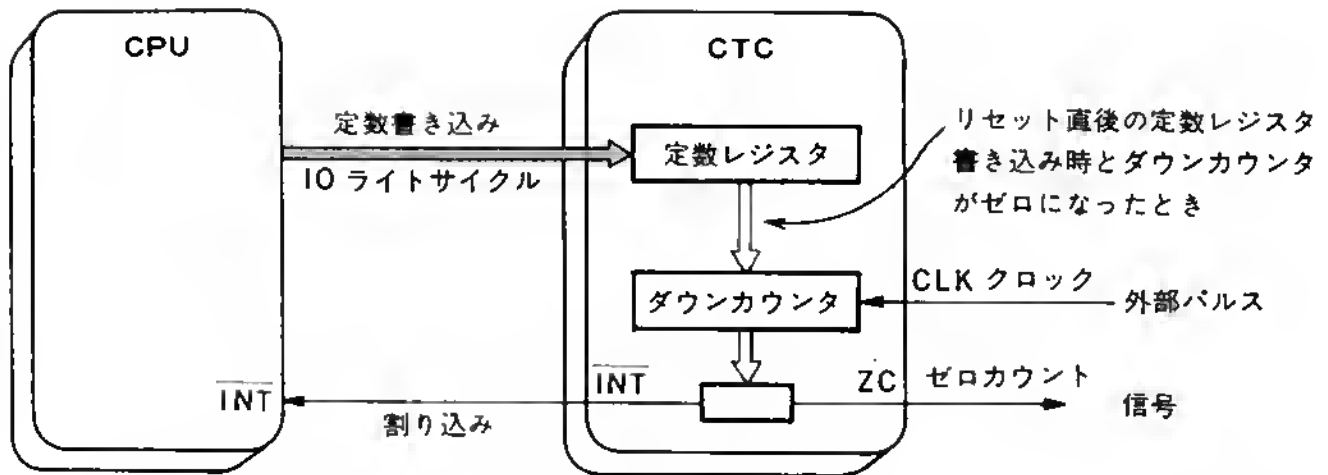 CPU
CTC
定数書き込み
IO ライトサイクル
定数レジスタ
リセット直後の定数レジスタ
書き込み時とダウンカウンタ
がゼロになったとき
ダウンカウンタ
CLK クロック
外部パルス
INT
割り込み
INT
ZC ゼロカウント
信号